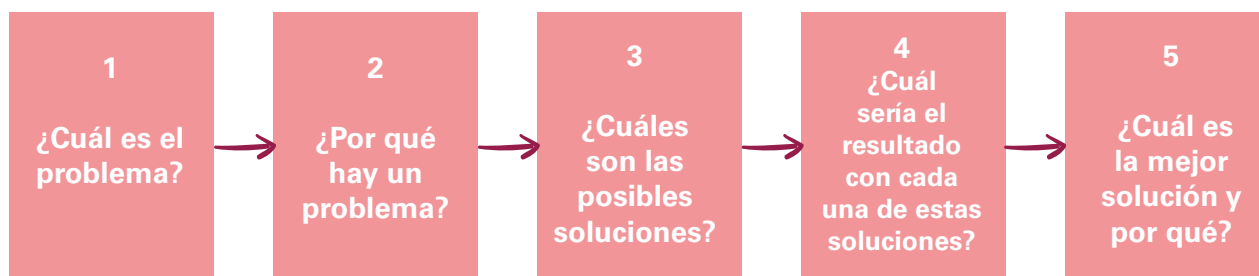 1
¿Cuál es el
problema?
2
¿Por qué
hay un
problema?
3
¿Cuáles
son las
posibles
soluciones?
4
¿Cuál
sería el
resultado
con cada
una de estas
soluciones?
5
¿Cuál es
la mejor
solución y
por qué?